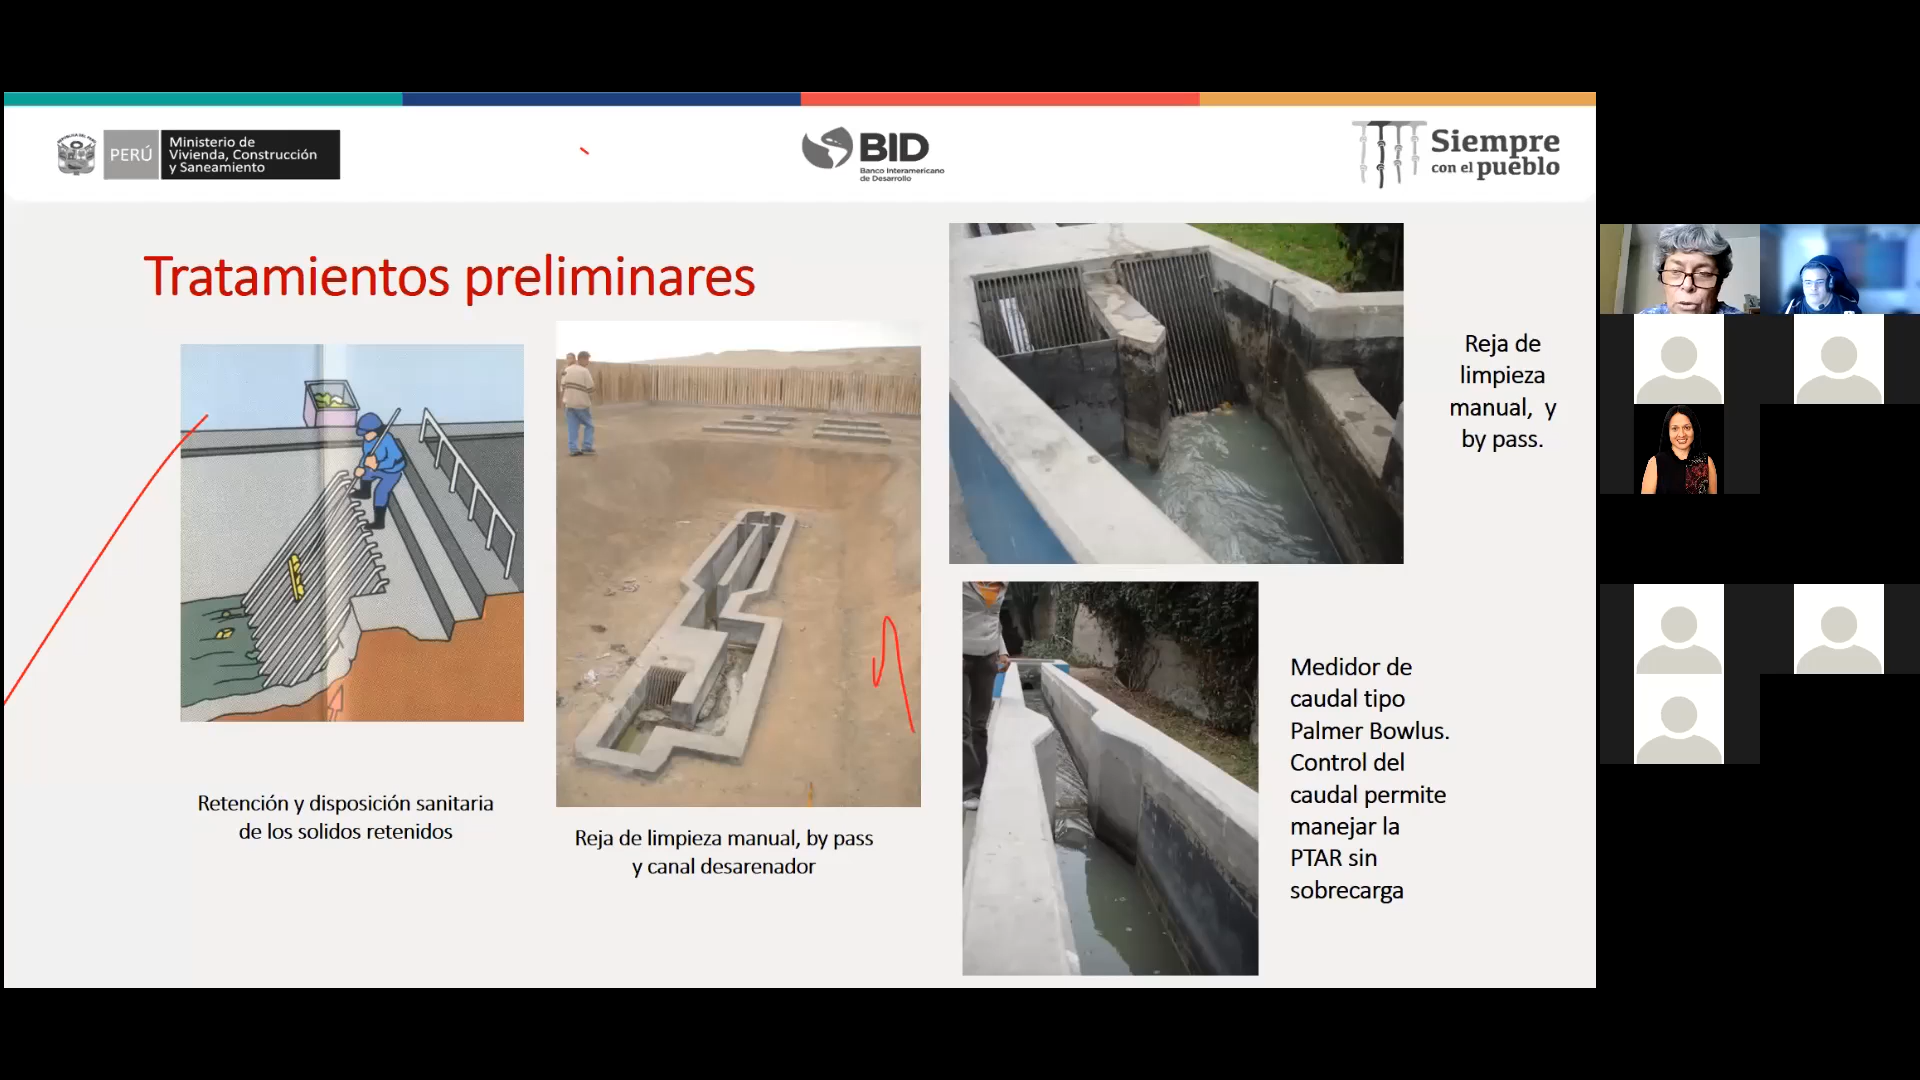 PERÚ
Ministerio de
Vivienda, Construcción
y Saneamiento
BID
Banco Interamericano
de Desarrollo
Siempre
con el pueblo
Tratamientos preliminares
Reja de
limpieza
manual, y
by pass.
Medidor de
caudal tipo
Palmer Bowlus.
Control del
caudal permite
manejar la
PTAR sin
sobrecarga
Retención y disposición sanitaria
de los solidos retenidos
Reja de limpieza manual, by pass
y canal desarenador